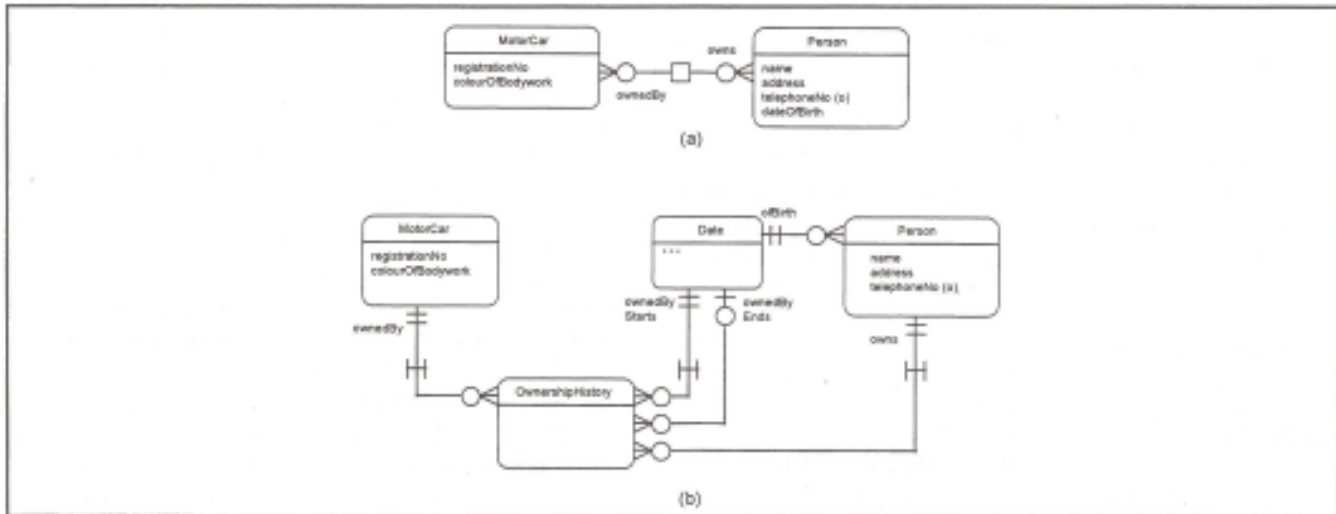 MotorCar
registrationNo
colourOfBodywork
ownedBy
owns
Person
name
address
telephoneNo (o)
dateOfBirth
(a)
MotorCar
registrationNo
colourOfBodywork
ownedBy
Date
...
ofBirth
Person
name
address
telephoneNo (o)
ownedBy
Starts
ownedBy
Ends
owns
OwnershipHistory
(b)